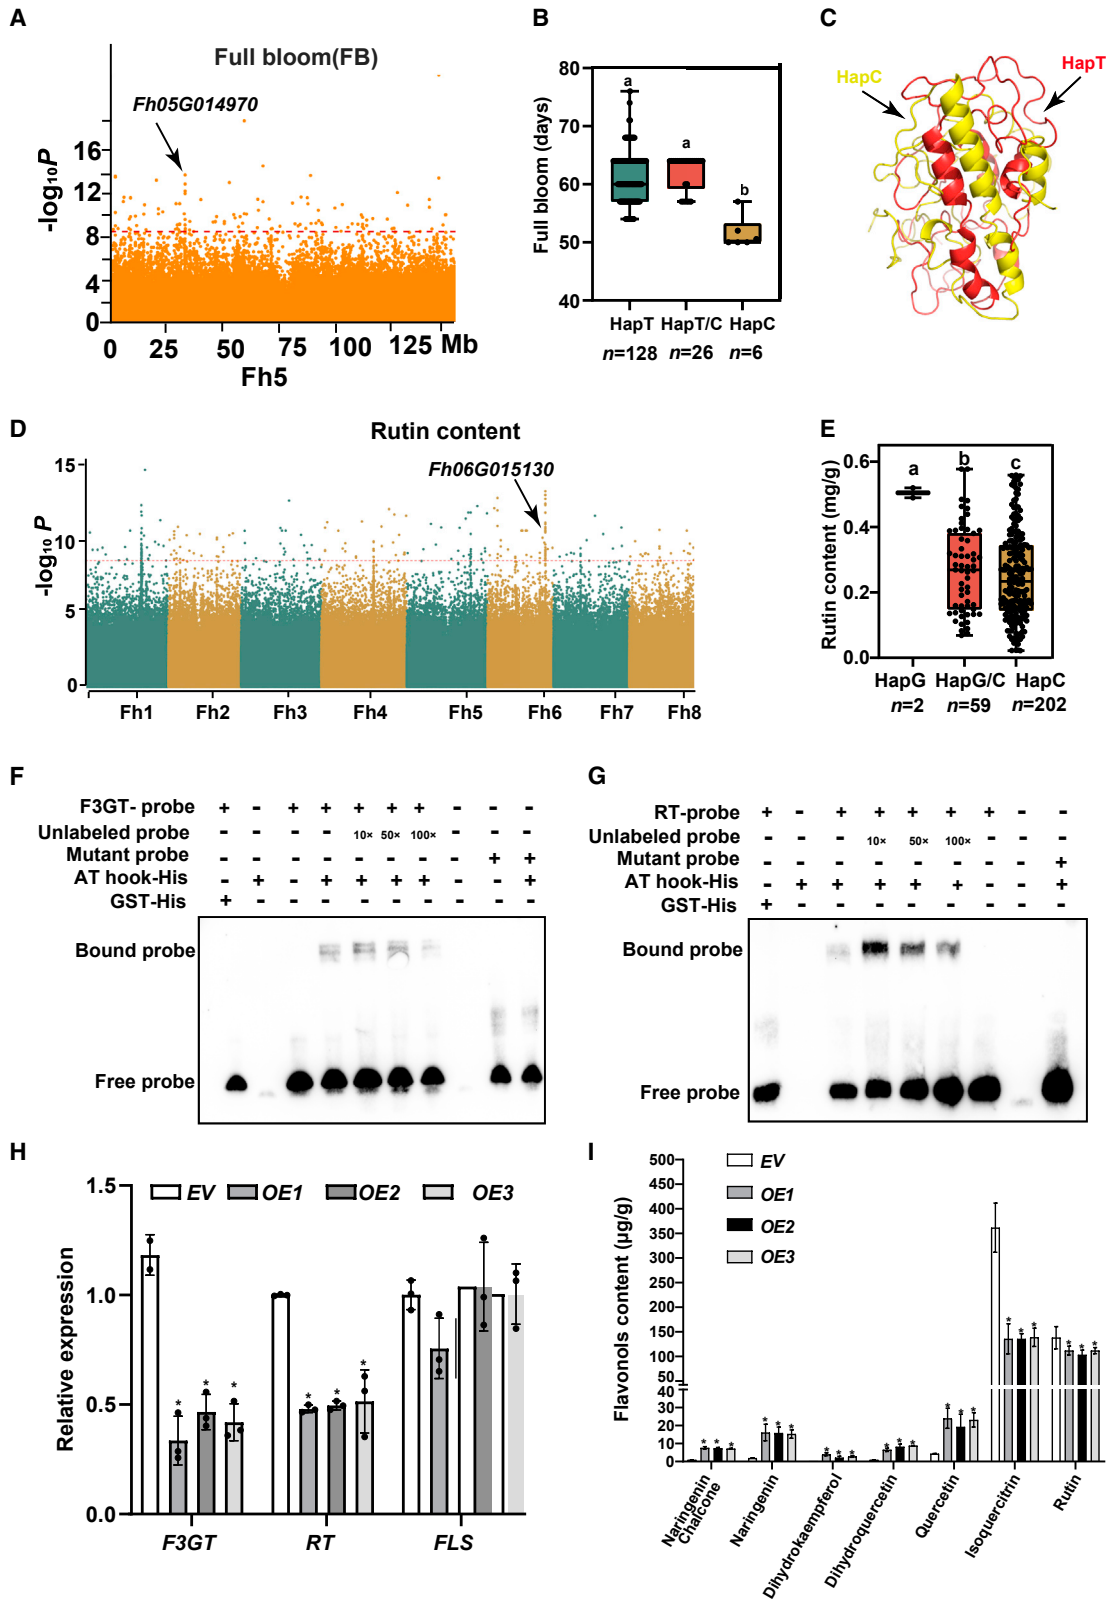 A
Full bloom(FB)
Fh05G014970
-log10P
16
12
8
4
0
0 25 50 75 100 125 Mb
Fh5
B
Full bloom (days)
80
70
60
50
40
a
a
b
HapT HapT/C HapC
n=128 n=26 n=6
C
HapC
HapT
D
Rutin content
Fh06G015130
-log10 P
15
10
5
0
Fh1 Fh2 Fh3 Fh4 Fh5 Fh6 Fh7 Fh8
E
Rutin content (mg/g)
0.6
0.4
0.2
0.0
a b c
HapG HapG/C HapC
n=2 n=59 n=202
F
F3GT- probe + - + + + + + - - -
Unlabeled probe - - - - 10× 50× 100× - - -
Mutant probe - - - - - - - - + +
AT hook-His - + - + + + + - - +
GST-His + - - - - - - - - -
Bound probe
Free probe
G
RT-probe + - + + + + + - -
Unlabeled probe - - - 10× 50× 100× - - -
Mutant probe - - - - - - - - +
AT hook-His - + + + + + - - +
GST-His + - - - - - - - -
Bound probe
Free probe
H
Relative expression
1.5
1.0
0.5
0.0
EV OE1 OE2 OE3
* * *
* * *
F3GT RT FLS
I
Flavonols content (μg/g)
500
450
400
350
300
250
200
150
100
50
40
30
20
10
0
EV
OE1
OE2
OE3
* * *
* * *
* * *
* * *
* * *
* * *
* * *
Naringenin Chalcone
Naringenin
Dihydrokaempferol
Dihydroquercetin
Quercetin
Isoquercitrin
Rutin